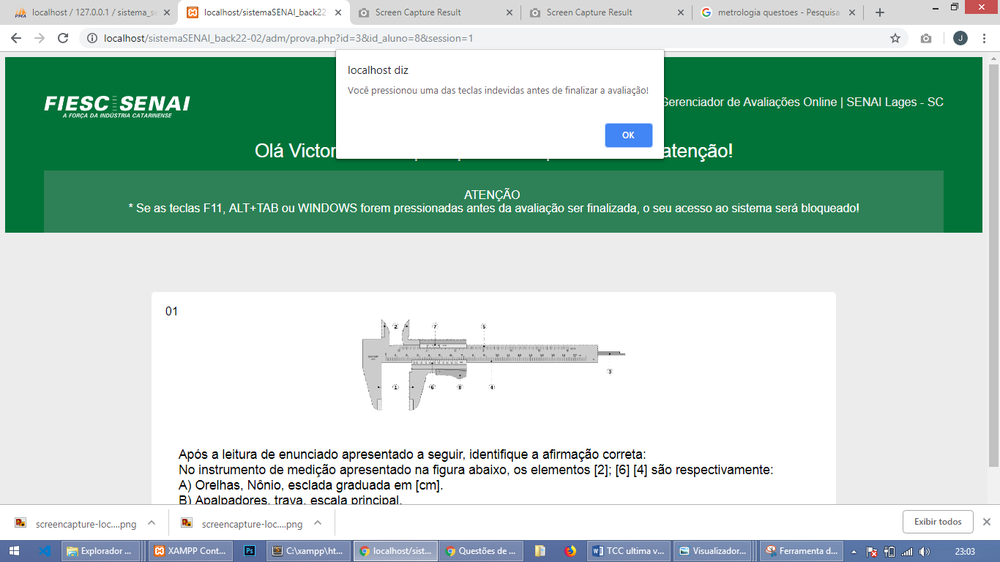 localhost / 127.0.0.1 / sistema_se
localhost/sistemaSENAI_back22
Screen Capture Result
Screen Capture Result
metrologia questoes - Pesquisa
localhost/sistemaSENAI_back22-02/adm/prova.php?id=3&id_aluno=8&session=1
J
localhost diz
Você pressionou uma das teclas indevidas antes de finalizar a avaliação!
OK
FIESC SENAI
A FORÇA DA INDÚSTRIA CATARINENSE
Gerenciador de Avaliações Online | SENAI Lages - SC
Olá Victor atenção!
ATENÇÃO
* Se as teclas F11, ALT+TAB ou WINDOWS forem pressionadas antes da avaliação ser finalizada, o seu acesso ao sistema será bloqueado!
01
2 7 5
3
1 6 8 4
Após a leitura de enunciado apresentado a seguir, identifique a afirmação correta:
No instrumento de medição apresentado na figura abaixo, os elementos [2]; [6] [4] são respectivamente:
A) Orelhas, Nônio, esclada graduada em [cm].
B) Apalpadores, trava, escala principal.
screencapture-loc....png
screencapture-loc....png
Exibir todos
Explorador ...
XAMPP Cont...
Ps
C:\xampp\ht...
localhost/sist...
Questões de ...
TCC ultima v...
Visualizador...
Ferramenta d...
23:03